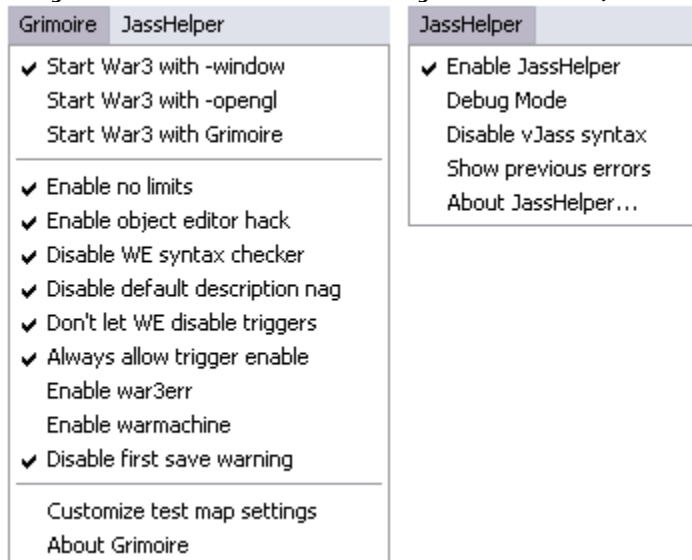 Grimoire JassHelper
Start War3 with -window
Start War3 with -opengl
Start War3 with Grimoire
Enable no limits
Enable object editor hack
Disable WE syntax checker
Disable default description nag
Don't let WE disable triggers
Always allow trigger enable
Enable war3err
Enable warmachine
Disable first save warning
Customize test map settings
About Grimoire
JassHelper
Enable JassHelper
Debug Mode
Disable vJass syntax
Show previous errors
About JassHelper...